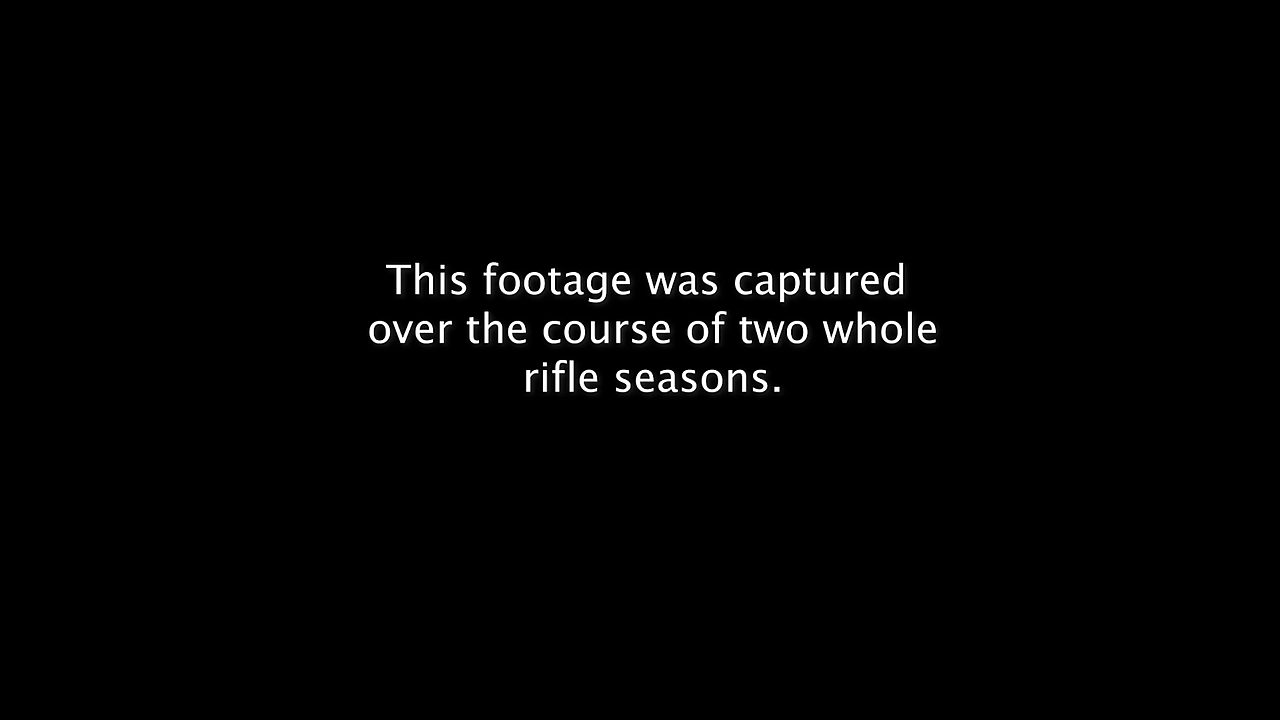 This footage was captured
over the course of two whole
rifle seasons.